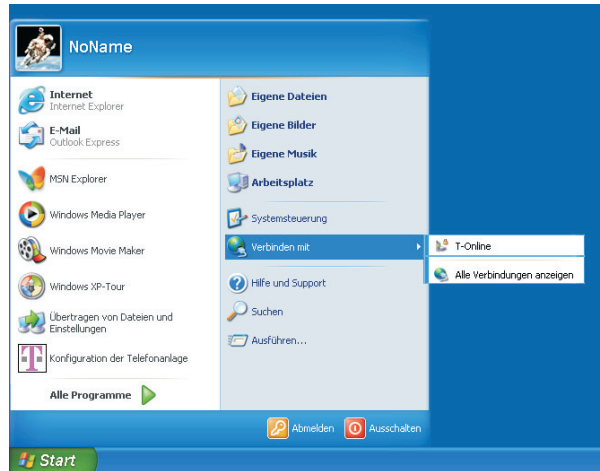 NoName
Internet
Internet Explorer
E-Mail
Outlook Express
MSN Explorer
Windows Media Player
Windows Movie Maker
Windows XP-Tour
Übertragen von Dateien und
Einstellungen
T
Konfiguration der Telefonanlage
Alle Programme
Eigene Dateien
Eigene Bilder
Eigene Musik
Arbeitsplatz
Systemsteuerung
Verbinden mit
T-Online
Alle Verbindungen anzeigen
Hilfe und Support
Suchen
Ausführen...
Abmelden
Ausschalten
Start